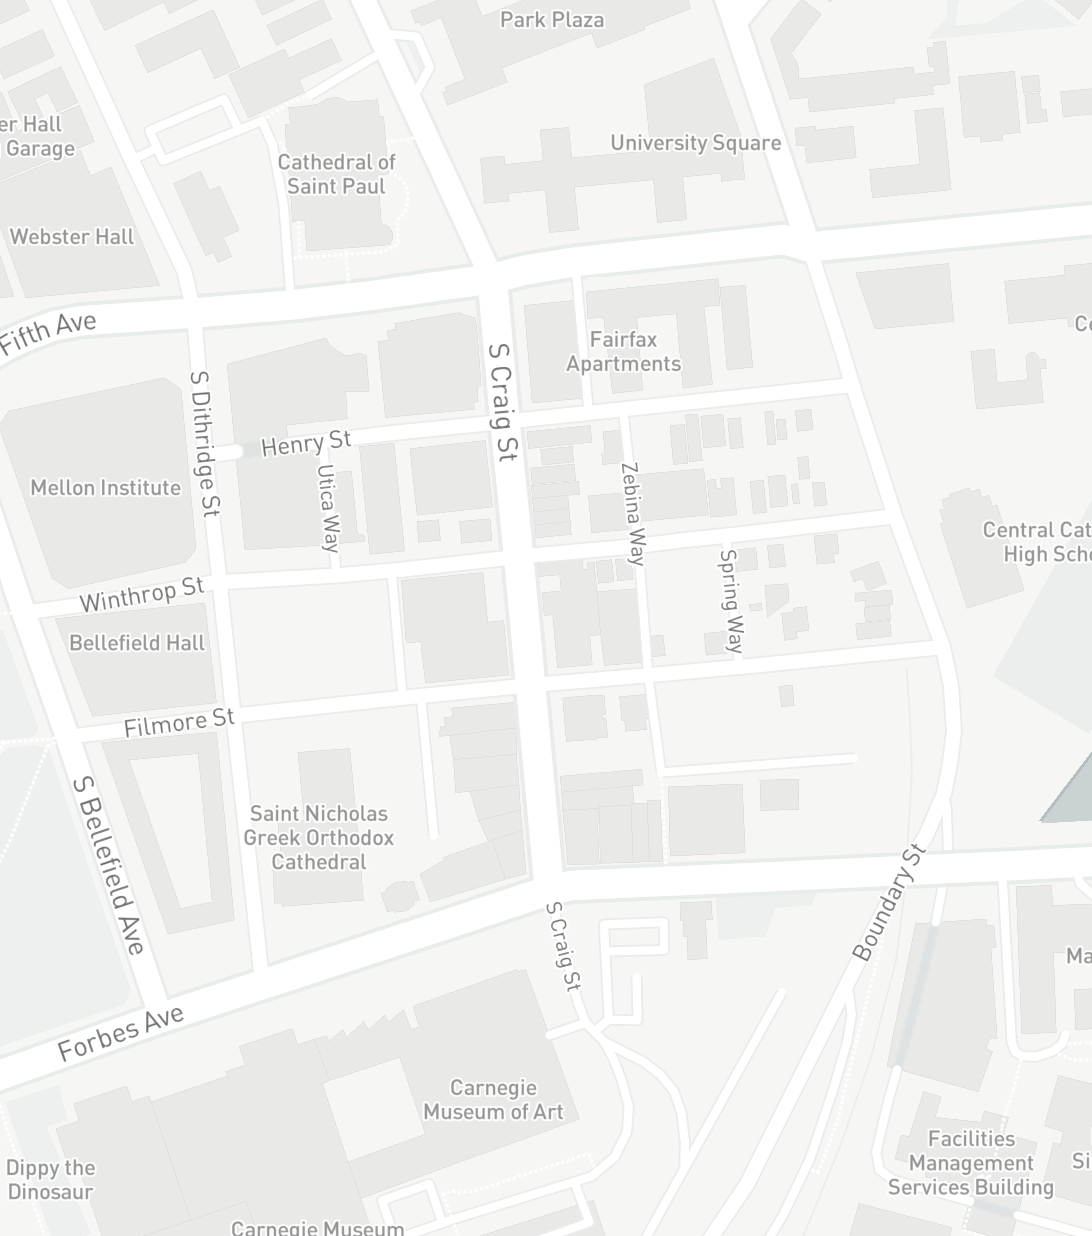 Park Plaza
er Hall
Garage
University Square
Cathedral of
Saint Paul
Webster Hall
Fifth Ave
Fairfax
Apartments
S Craig St
S Dithridge St
Henry St
Utica Way
Mellon Institute
Zebina Way
Central Cat
High Sch
Spring Way
Winthrop St
Bellefield Hall
Filmore St
S Bellefield Ave
Saint Nicholas
Greek Orthodox
Cathedral
Boundary St
S Craig St
Ma
Forbes Ave
Carnegie
Museum of Art
Facilities
Management
Services Building
Si
Dippy the
Dinosaur
Carnegie Museum